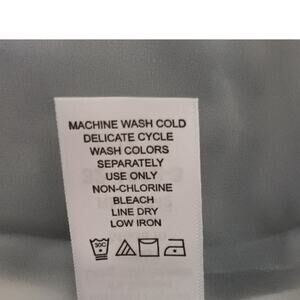 MACHINE WASH COLD
DELICATE CYCLE
WASH COLORS
SEPARATELY
USE ONLY
NON-CHLORINE
BLEACH
LINE DRY
LOW IRON